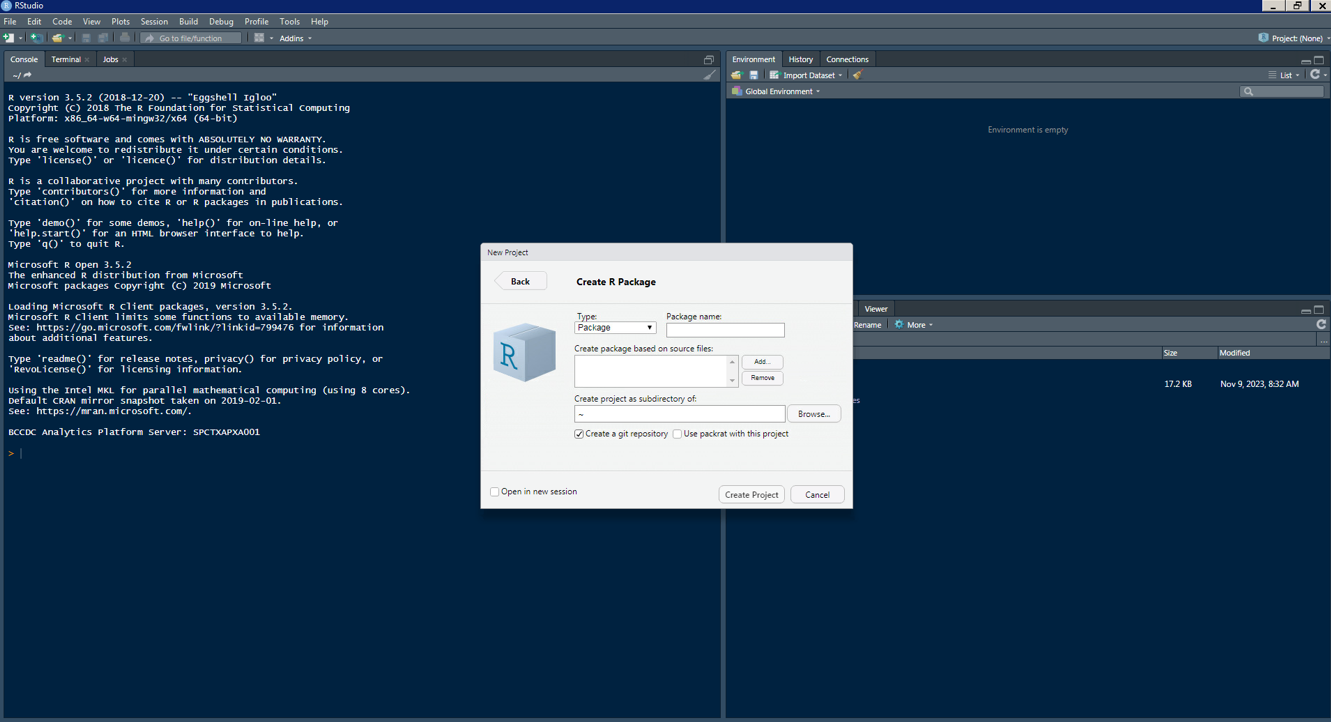 RStudio
File Edit Code View Plots Session Build Debug Profile Tools Help
Go to file/function Addins Project: (None)
Console Terminal Jobs
~/
R version 3.5.2 (2018-12-20) -- "Eggshell Igloo"
Copyright (C) 2018 The R Foundation for Statistical Computing
Platform: x86_64-w64-mingw32/x64 (64-bit)
R is free software and comes with ABSOLUTELY NO WARRANTY.
You are welcome to redistribute it under certain conditions.
Type 'license()' or 'licence()' for distribution details.
R is a collaborative project with many contributors.
Type 'contributors()' for more information and
'citation()' on how to cite R or R packages in publications.
Type 'demo()' for some demos, 'help()' for on-line help, or
'help.start()' for an HTML browser interface to help.
Type 'q()' to quit R.
Microsoft R Open 3.5.2
The enhanced R distribution from Microsoft
Microsoft packages Copyright (C) 2019 Microsoft
Loading Microsoft R Client packages, version 3.5.2.
Microsoft R Client limits some functions to available memory.
See: https://go.microsoft.com/fwlink/?linkid=799476 for information
about additional features.
Type 'readme()' for release notes, privacy() for privacy policy, or
'RevoLicense()' for licensing information.
Using the Intel MKL for parallel mathematical computing (using 8 cores).
Default CRAN mirror snapshot taken on 2019-02-01.
See: https://mran.microsoft.com/.
BCCDC Analytics Platform Server: SPCTXAPXA001
>
Environment History Connections
Import Dataset List
Global Environment
Environment is empty
New Project
Back Create R Package
R
Type: Package name:
Package
Create package based on source files:
Add...
Remove
Create project as subdirectory of:
~ Browse...
Create a git repository Use packrat with this project
Open in new session Create Project Cancel
Viewer
Rename More
...
Size Modified
17.2 KB Nov 9, 2023, 8:32 AM
es